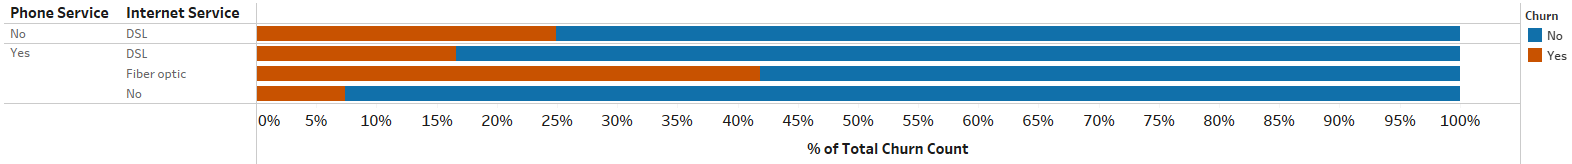 Phone Service Internet Service
No DSL
Yes DSL
Fiber optic
No
0% 5% 10% 15% 20% 25% 30% 35% 40% 45% 50% 55% 60% 65% 70% 75% 80% 85% 90% 95% 100%
% of Total Churn Count
Churn
No
Yes